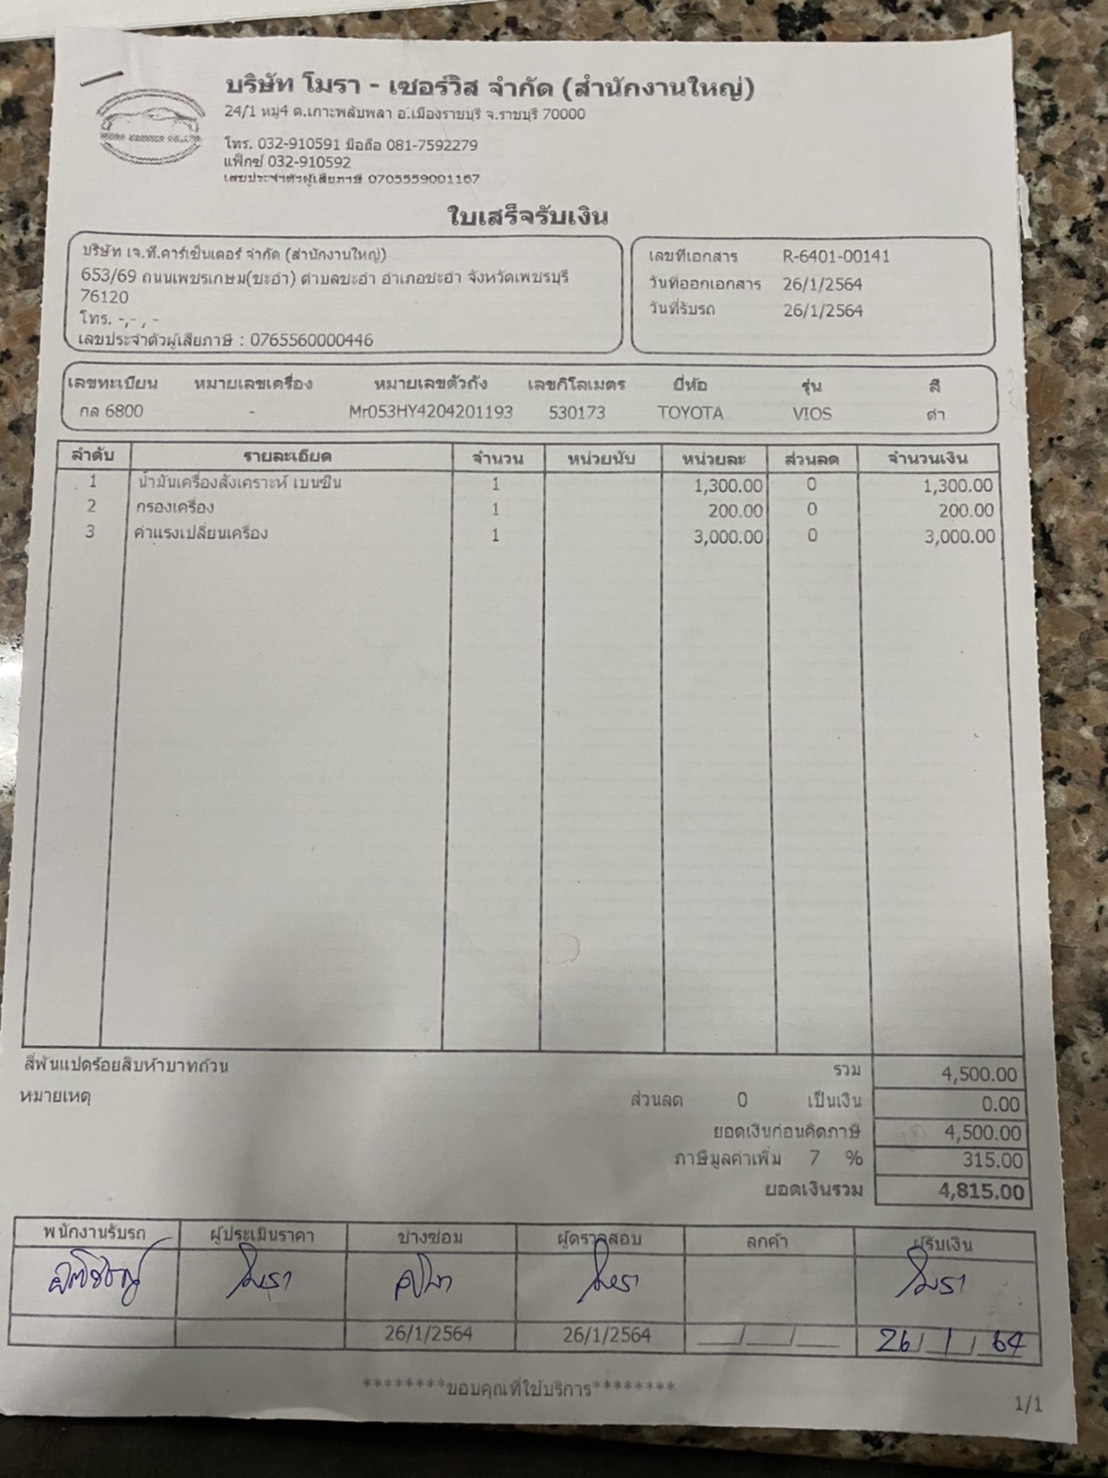 บริษัท โมรา - เซอร์วิส จำกัด (สำนักงานใหญ่)
24/1 หมู่4 ต.เกาะพลับพลา อ.เมืองราชบุรี จ.ราชบุรี 70000
MORA SERVICE CO.,LTD
โทร. 032-910591 มือถือ 081-7592279
แฟ็กซ์ 032-910592
เลขประจำตัวผู้เสียภาษี 0705559001167
ใบเสร็จรับเงิน
บริษัท เจ.ที.คาร์เซ็นเตอร์ จำกัด (สำนักงานใหญ่)
653/69 ถนนเพชรเกษม(ชะอำ) ตำบลชะอำ อำเภอชะอำ จังหวัดเพชรบุรี
76120
โทร. -,- , -
เลขประจำตัวผู้เสียภาษี : 0765560000446
เลขที่เอกสาร R-6401-00141
วันที่ออกเอกสาร 26/1/2564
วันที่รับรถ 26/1/2564
เลขทะเบียน หมายเลขเครื่อง หมายเลขตัวถัง เลขกิโลเมตร ยี่ห้อ รุ่น สี
กล 6800 - Mr053HY4204201193 530173 TOYOTA VIOS ดำ
ลำดับ รายละเอียด จำนวน หน่วยนับ หน่วยละ ส่วนลด จำนวนเงิน
1 น้ำมันเครื่องสังเคราะห์ เบนซิน 1 1,300.00 0 1,300.00
2 กรองเครื่อง 1 200.00 0 200.00
3 ค่าแรงเปลี่ยนเครื่อง 1 3,000.00 0 3,000.00
สี่พันแปดร้อยสิบห้าบาทถ้วน รวม 4,500.00
หมายเหตุ ส่วนลด 0 เป็นเงิน 0.00
ยอดเงินก่อนคิดภาษี 4,500.00
ภาษีมูลค่าเพิ่ม 7 % 315.00
ยอดเงินรวม 4,815.00
พนักงานรับรถ ผู้ประเมินราคา ช่างซ่อม ผู้ตรวจสอบ ลูกค้า ผู้รับเงิน
โมรา โมรา โมรา
26/1/2564 26/1/2564 __/__/__ 26/1/64
********ขอบคุณที่ใช้บริการ********
1/1